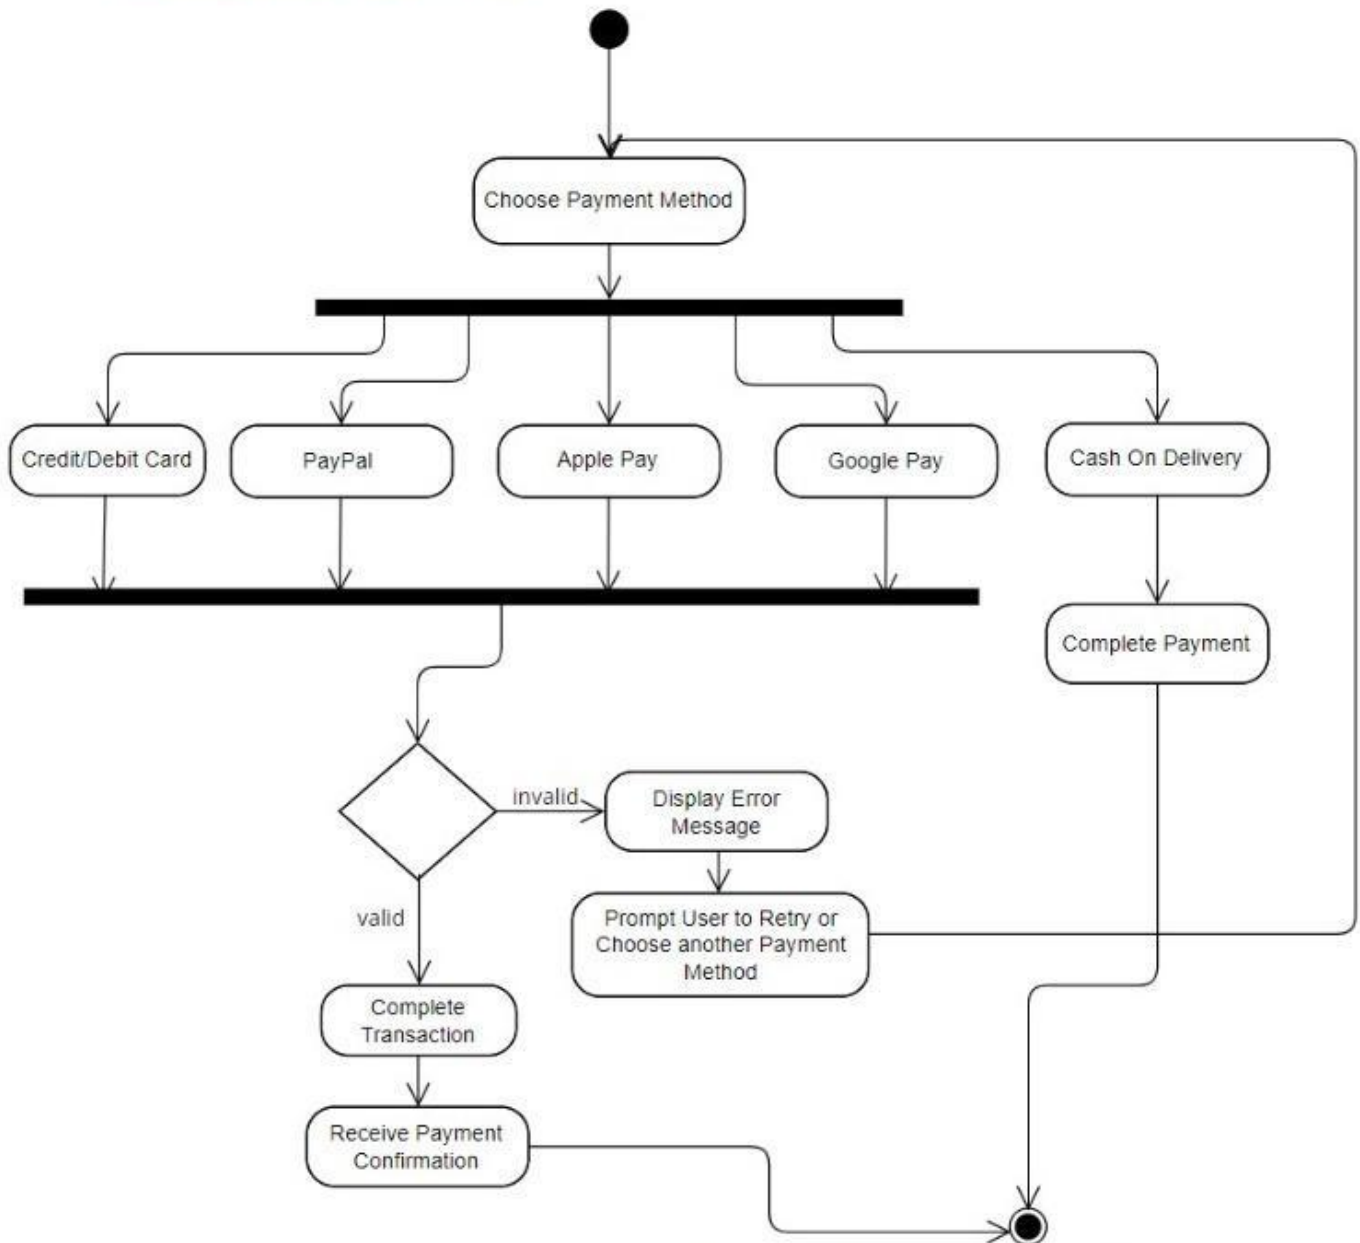 Choose Payment Method
Credit/Debit Card
PayPal
Apple Pay
Google Pay
Cash On Delivery
Complete Payment
invalid
Display Error
Message
valid
Prompt User to Retry or
Choose another Payment
Method
Complete
Transaction
Receive Payment
Confirmation